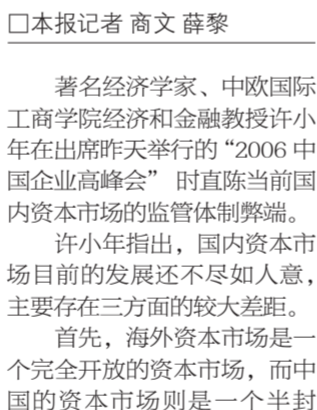 □本报记者 商文 薛黎
著名经济学家、中欧国际
工商学院经济和金融教授许小
年在出席昨天举行的“2006 中
国企业高峰会” 时直陈当前国
内资本市场的监管体制弊端。
许小年指出，国内资本市
场目前的发展还不尽如人意，
主要存在三方面的较大差距。
首先，海外资本市场是一
个完全开放的资本市场，而中
国的资本市场则是一个半封